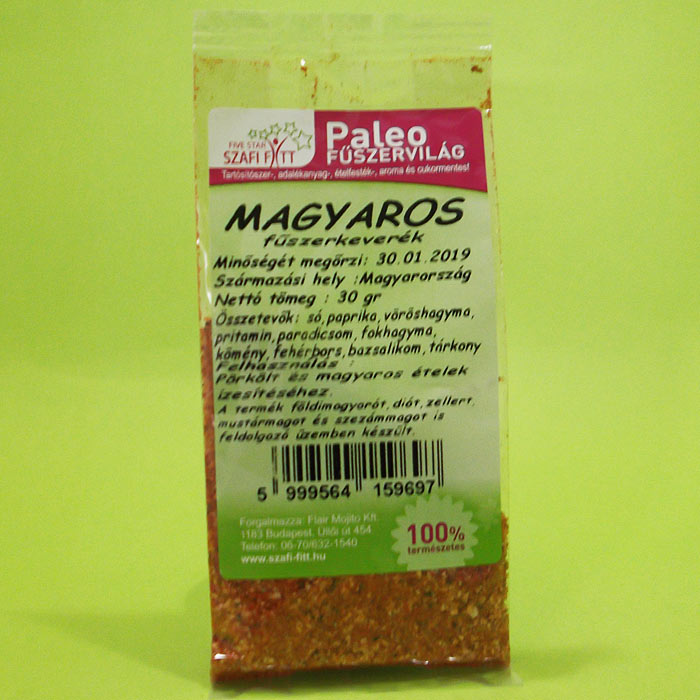 FIVE STAR
SZAFI FITT
Paleo
FŰSZERVILÁG
Tartósítószer-, adalékanyag-, ételfesték-, aroma és cukormentes!
MAGYAROS
fűszerkeverék
Minőségét megőrzi: 30.01.2019
Származási hely :Magyarország
Nettó tömeg : 30 gr
Összetevők: só,paprika,vöröshagyma,
pritamin,paradicsom,fokhagyma,
kömény,fehérbors,bazsalikom,tárkony
Felhasználás :
Pörkölt és magyaros ételek
ízesítéséhez.
A termék földimogyorót,diót,zellert,
mustármagot és szezámmagot is
feldolgozó üzemben készült.
5 999564 159697
Forgalmazza: Flair Mojito Kft.
1183 Budapest, Üllői út 454.
Telefon: 06-70/632-1540
www.szafi-fitt.hu
100%
természetes